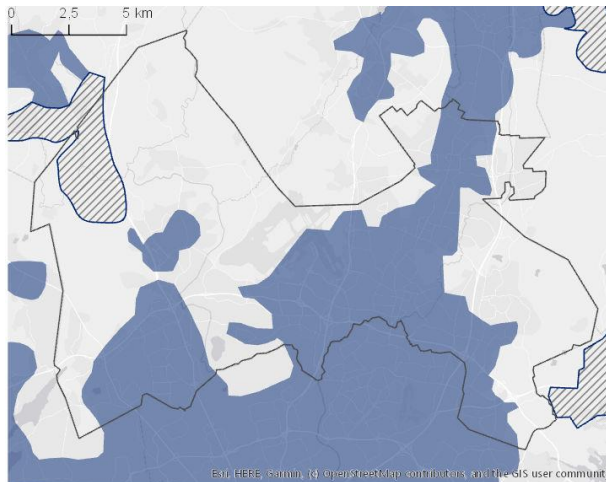 0 2,5 5 km
Esri, HERE, Garmin, (c) OpenStreetMap contributors, and the GIS user communit